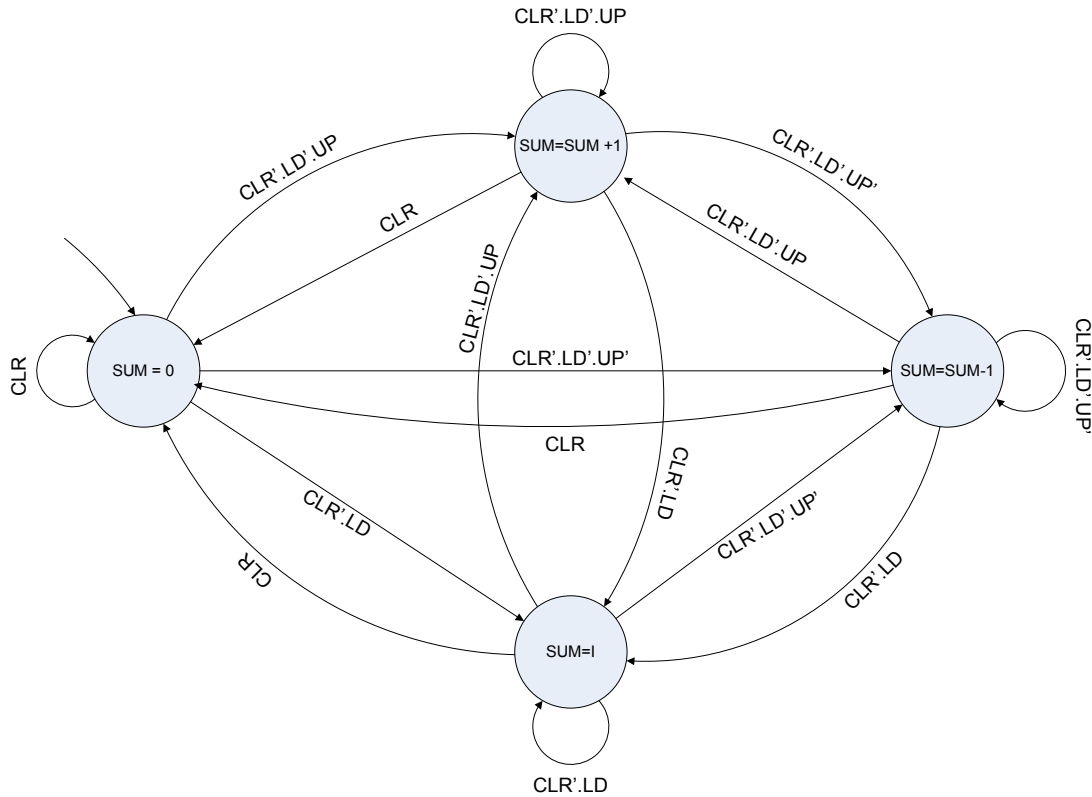 CLR’.LD’.UP
SUM=SUM +1
CLR’.LD’.UP
CLR’.LD’.UP’
CLR
CLR’.LD’.UP
CLR’.LD’.UP
CLR’.LD’.UP’
CLR
SUM = 0
SUM=SUM-1
CLR’.LD’.UP’
CLR
CLR’.LD
CLR’.LD
CLR’.LD’.UP’
CLR
CLR’.LD
SUM=I
CLR’.LD